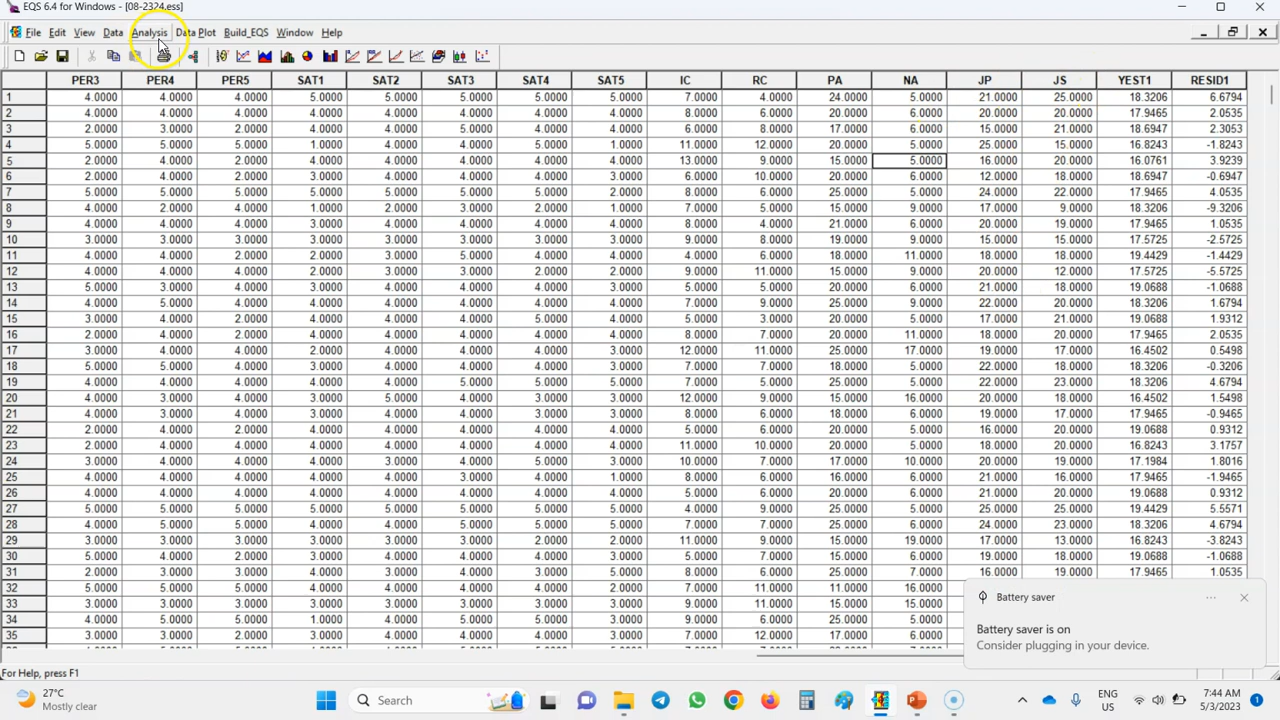 EQS 6.4 for Windows - [08-2324.ess]
File Edit View Data Analysis Data Plot Build_EQS Window Help
PER3 PER4 PER5 SAT1 SAT2 SAT3 SAT4 SAT5 IC RC PA NA JP JS YEST1 RESID1
1 4.0000 4.0000 4.0000 5.0000 5.0000 5.0000 5.0000 5.0000 7.0000 4.0000 24.0000 5.0000 21.0000 25.0000 18.3206 6.6794
2 4.0000 4.0000 4.0000 4.0000 4.0000 4.0000 4.0000 4.0000 8.0000 6.0000 20.0000 6.0000 20.0000 20.0000 17.9465 2.0535
3 2.0000 3.0000 2.0000 4.0000 4.0000 5.0000 4.0000 4.0000 6.0000 8.0000 17.0000 6.0000 15.0000 21.0000 18.6947 2.3053
4 5.0000 5.0000 5.0000 1.0000 4.0000 4.0000 5.0000 1.0000 11.0000 12.0000 20.0000 5.0000 25.0000 15.0000 16.8243 -1.8243
5 2.0000 4.0000 2.0000 4.0000 4.0000 4.0000 4.0000 4.0000 13.0000 9.0000 15.0000 5.0000 16.0000 20.0000 16.0761 3.9239
6 2.0000 4.0000 2.0000 3.0000 4.0000 4.0000 4.0000 3.0000 6.0000 10.0000 20.0000 6.0000 12.0000 18.0000 18.6947 -0.6947
7 5.0000 5.0000 5.0000 5.0000 5.0000 5.0000 4.0000 3.0000 8.0000 6.0000 25.0000 5.0000 24.0000 22.0000 17.9465 4.0535
8 4.0000 2.0000 4.0000 1.0000 2.0000 3.0000 2.0000 1.0000 7.0000 5.0000 15.0000 5.0000 17.0000 9.0000 18.3206 -9.3206
9 4.0000 4.0000 4.0000 3.0000 4.0000 4.0000 4.0000 4.0000 8.0000 4.0000 21.0000 6.0000 20.0000 19.0000 17.9465 1.0535
10 3.0000 3.0000 3.0000 3.0000 3.0000 3.0000 3.0000 3.0000 9.0000 8.0000 19.0000 9.0000 15.0000 15.0000 17.5725 -2.5725
11 4.0000 4.0000 2.0000 2.0000 3.0000 5.0000 4.0000 4.0000 4.0000 6.0000 18.0000 11.0000 18.0000 18.0000 19.4429 -1.4429
12 4.0000 4.0000 4.0000 2.0000 3.0000 3.0000 2.0000 2.0000 9.0000 11.0000 15.0000 9.0000 20.0000 12.0000 17.5725 -5.5725
13 5.0000 4.0000 4.0000 3.0000 4.0000 4.0000 4.0000 3.0000 5.0000 5.0000 20.0000 6.0000 21.0000 18.0000 19.0688 -1.0688
14 4.0000 5.0000 4.0000 4.0000 4.0000 4.0000 4.0000 4.0000 7.0000 9.0000 25.0000 9.0000 22.0000 20.0000 18.3206 1.6794
15 3.0000 4.0000 2.0000 4.0000 4.0000 4.0000 5.0000 4.0000 5.0000 3.0000 20.0000 5.0000 17.0000 21.0000 19.0688 1.9312
16 2.0000 4.0000 4.0000 4.0000 4.0000 4.0000 4.0000 4.0000 8.0000 7.0000 20.0000 11.0000 18.0000 20.0000 17.9465 2.0535
17 3.0000 4.0000 4.0000 2.0000 4.0000 4.0000 4.0000 3.0000 12.0000 11.0000 25.0000 17.0000 19.0000 17.0000 16.4502 0.5498
18 5.0000 5.0000 4.0000 3.0000 4.0000 4.0000 4.0000 3.0000 7.0000 7.0000 18.0000 5.0000 22.0000 18.0000 18.3206 -0.3206
19 4.0000 4.0000 4.0000 4.0000 4.0000 5.0000 5.0000 5.0000 7.0000 5.0000 25.0000 5.0000 22.0000 23.0000 18.3206 4.6794
20 4.0000 3.0000 4.0000 3.0000 5.0000 4.0000 3.0000 3.0000 12.0000 9.0000 15.0000 16.0000 20.0000 18.0000 16.4502 1.5498
21 4.0000 3.0000 4.0000 3.0000 4.0000 4.0000 3.0000 3.0000 8.0000 6.0000 18.0000 6.0000 19.0000 17.0000 17.9465 -0.9465
22 2.0000 4.0000 2.0000 4.0000 4.0000 4.0000 4.0000 4.0000 5.0000 6.0000 20.0000 5.0000 16.0000 20.0000 19.0688 0.9312
23 2.0000 4.0000 4.0000 4.0000 4.0000 4.0000 4.0000 4.0000 11.0000 10.0000 20.0000 5.0000 18.0000 20.0000 16.8243 3.1757
24 3.0000 4.0000 4.0000 4.0000 3.0000 4.0000 5.0000 3.0000 10.0000 7.0000 17.0000 10.0000 20.0000 19.0000 17.1984 1.8016
25 4.0000 4.0000 4.0000 4.0000 4.0000 3.0000 4.0000 1.0000 8.0000 6.0000 16.0000 6.0000 21.0000 16.0000 17.9465 -1.9465
26 4.0000 4.0000 4.0000 4.0000 4.0000 4.0000 4.0000 4.0000 5.0000 6.0000 20.0000 6.0000 21.0000 20.0000 19.0688 0.9312
27 5.0000 5.0000 5.0000 5.0000 5.0000 5.0000 5.0000 5.0000 4.0000 9.0000 25.0000 5.0000 25.0000 25.0000 19.4429 5.5571
28 4.0000 5.0000 5.0000 3.0000 5.0000 5.0000 5.0000 5.0000 7.0000 7.0000 25.0000 6.0000 24.0000 23.0000 18.3206 4.6794
29 3.0000 3.0000 4.0000 3.0000 3.0000 3.0000 2.0000 2.0000 11.0000 9.0000 15.0000 19.0000 17.0000 13.0000 16.8243 -3.8243
30 5.0000 4.0000 2.0000 3.0000 4.0000 4.0000 4.0000 3.0000 5.0000 7.0000 15.0000 6.0000 19.0000 18.0000 19.0688 -1.0688
31 2.0000 3.0000 3.0000 4.0000 4.0000 4.0000 4.0000 3.0000 8.0000 6.0000 25.0000 7.0000 16.0000 19.0000 17.9465 1.0535
32 5.0000 5.0000 4.0000 4.0000 4.0000 4.0000 4.0000 2.0000 7.0000 11.0000 11.0000 16.0000
33 3.0000 3.0000 3.0000 3.0000 3.0000 3.0000 3.0000 3.0000 9.0000 11.0000 15.0000 15.0000
34 4.0000 5.0000 5.0000 1.0000 4.0000 4.0000 4.0000 3.0000 8.0000 6.0000 25.0000 5.0000
35 3.0000 3.0000 2.0000 3.0000 4.0000 4.0000 4.0000 3.0000 7.0000 12.0000 17.0000 6.0000
Battery saver
Battery saver is on
Consider plugging in your device.
For Help, press F1
27°C
Mostly clear
Search
ENG
US
7:44 AM
5/3/2023
1